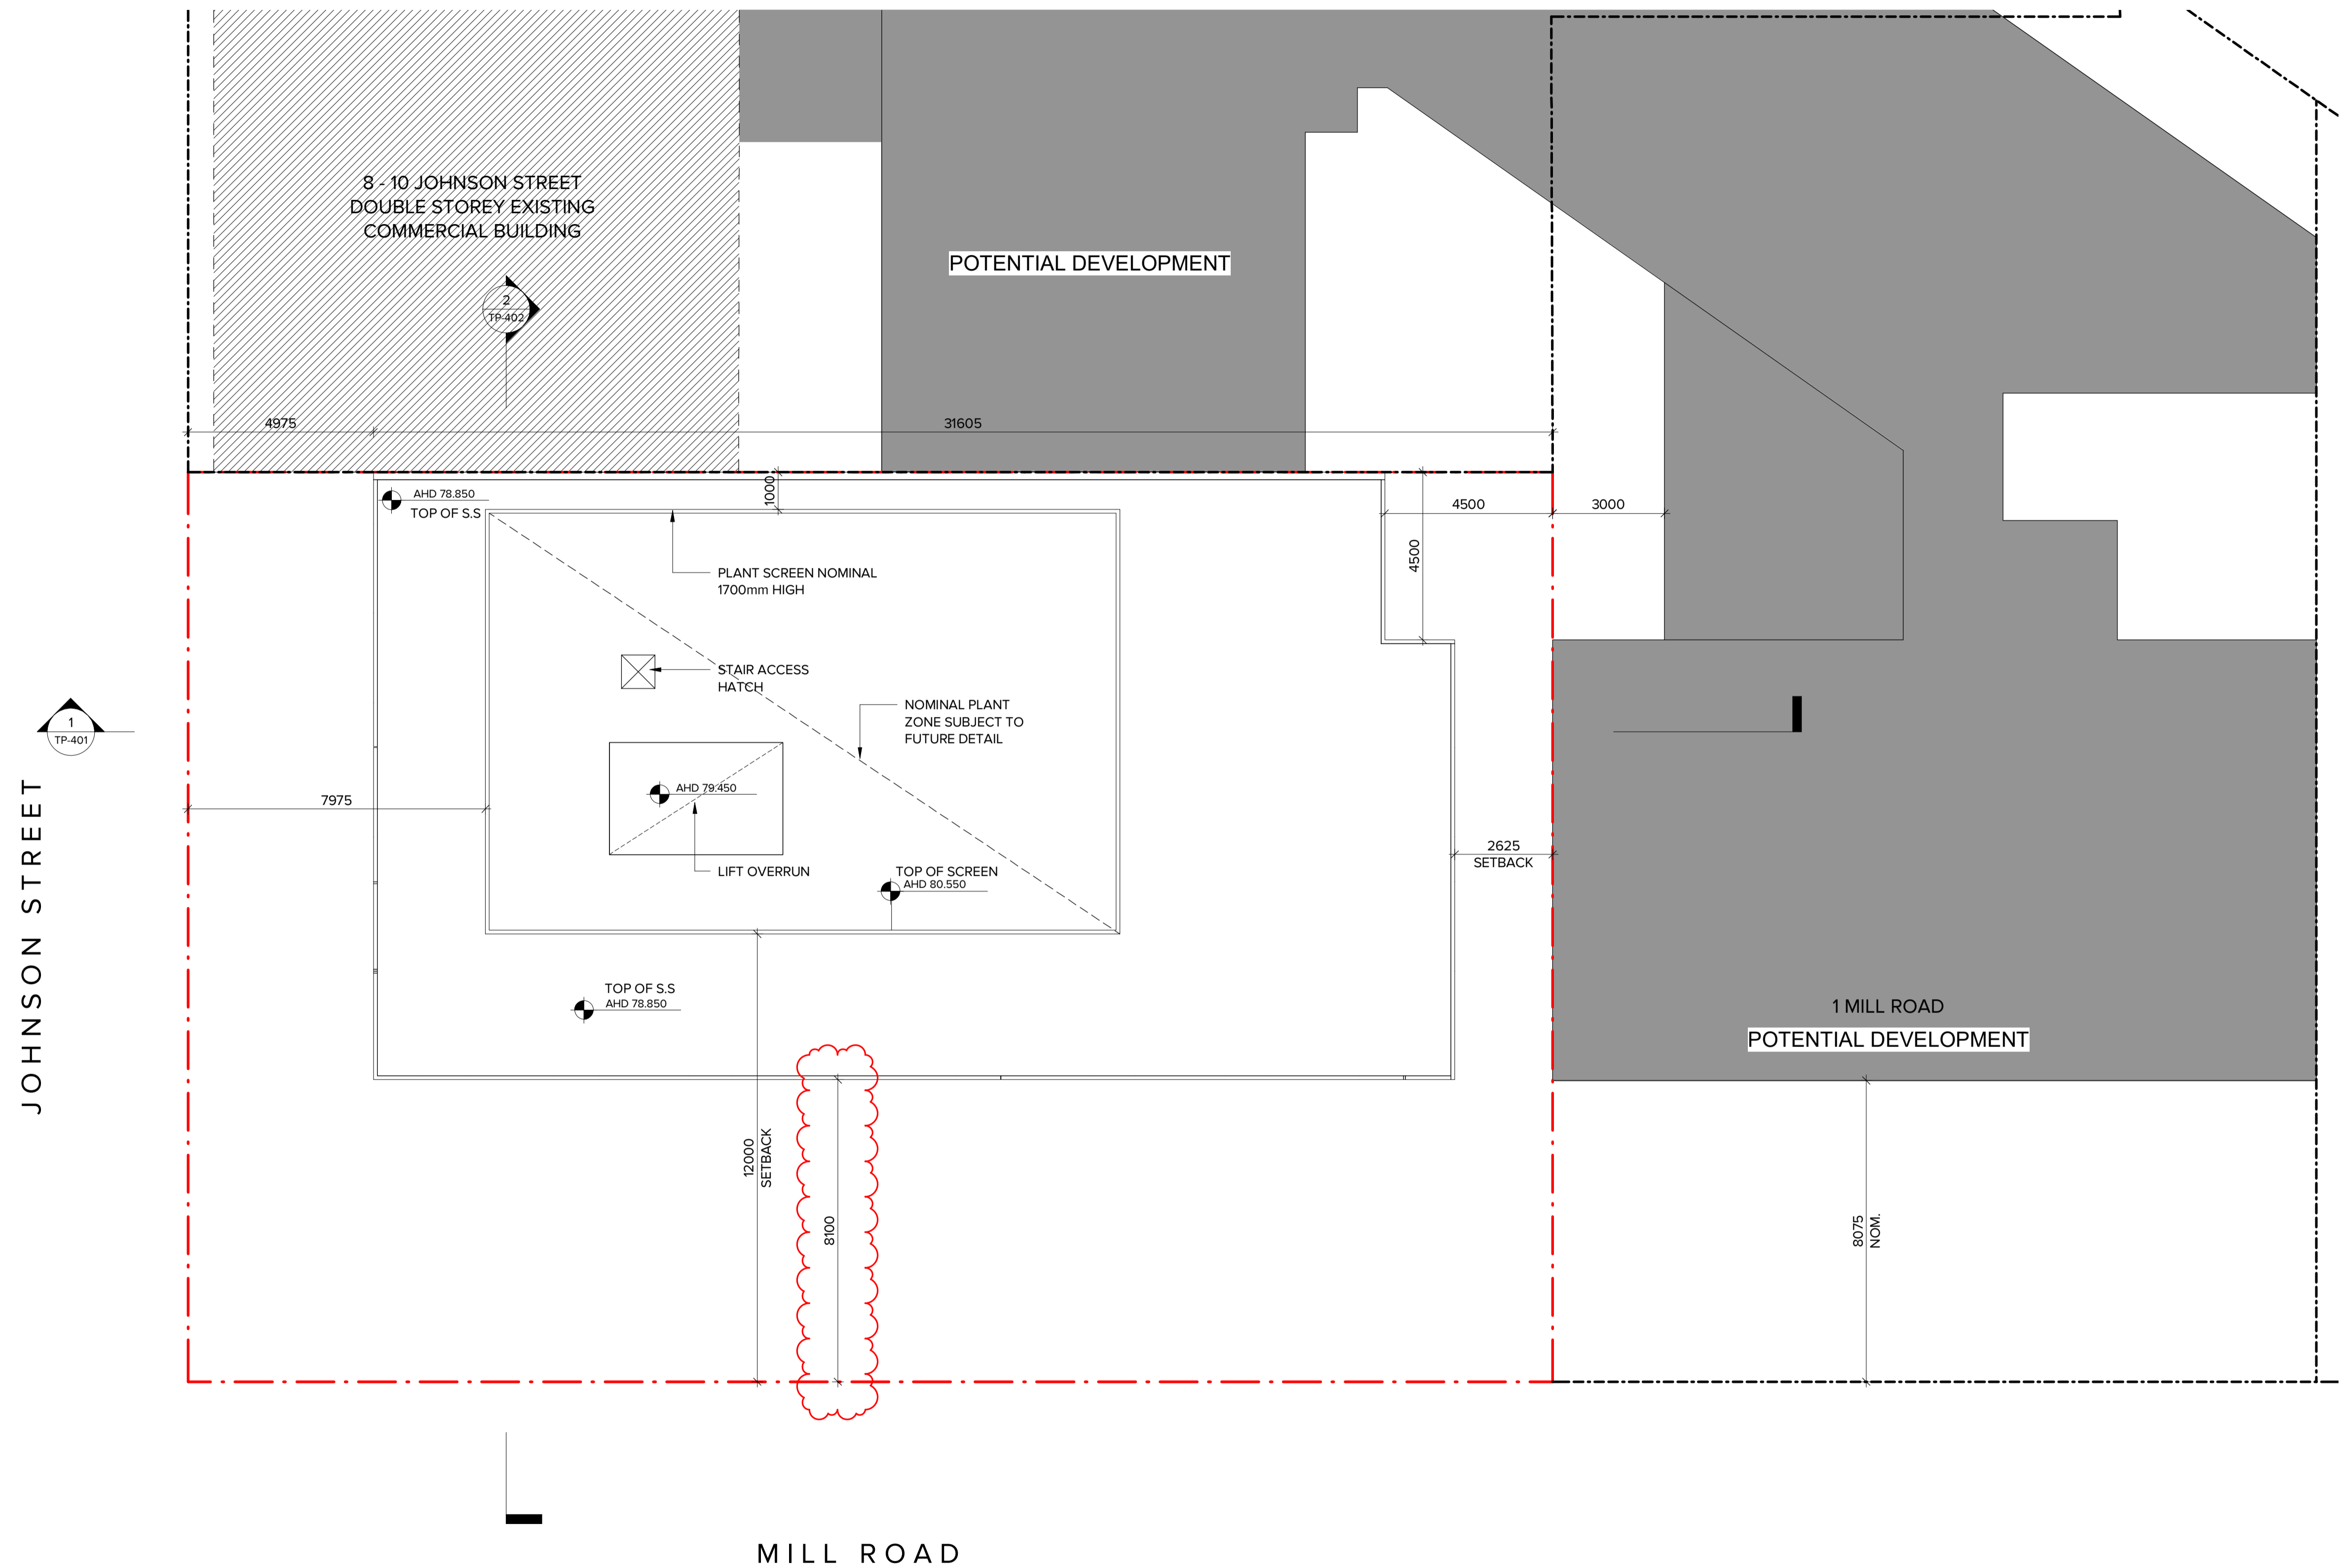 8 - 10 JOHNSON STREET
DOUBLE STOREY EXISTING
COMMERCIAL BUILDING
POTENTIAL DEVELOPMENT
2
TP-402
4975
31605
AHD 78.850
TOP OF S.S
1000
4500
3000
4500
PLANT SCREEN NOMINAL
1700mm HIGH
STAIR ACCESS
HATCH
NOMINAL PLANT
ZONE SUBJECT TO
FUTURE DETAIL
1
TP-401
JOHNSON STREET
7975
AHD 79.450
LIFT OVERRUN
TOP OF SCREEN
AHD 80.550
2625
SETBACK
TOP OF S.S
AHD 78.850
1 MILL ROAD
POTENTIAL DEVELOPMENT
12000
SETBACK
8100
8075
NOM.
MILL ROAD